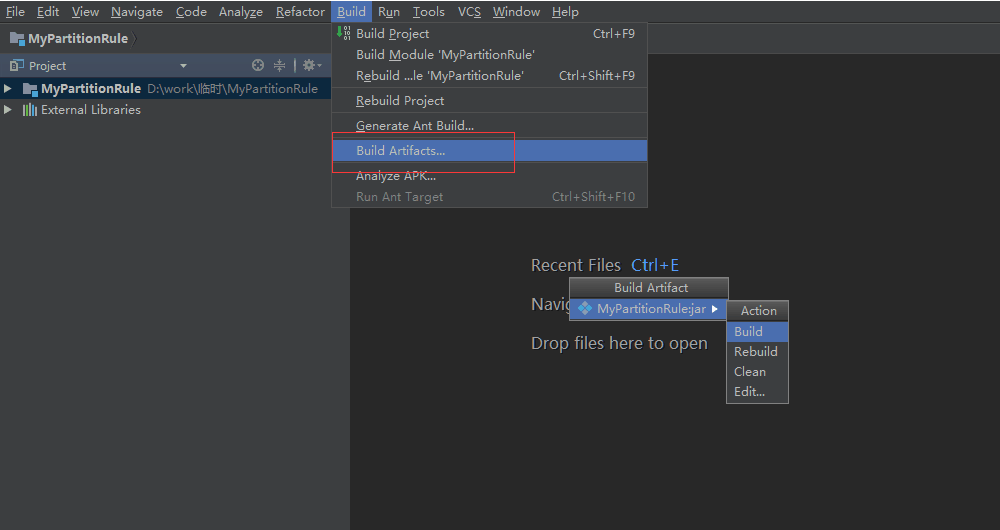 File Edit View Navigate Code Analyze Refactor Build Run Tools VCS Window Help
MyPartitionRule
Project
MyPartitionRule D:\work\临时\MyPartitionRule
External Libraries
Build Project Ctrl+F9
Build Module 'MyPartitionRule'
Rebuild ...le 'MyPartitionRule' Ctrl+Shift+F9
Rebuild Project
Generate Ant Build...
Build Artifacts...
Analyze APK...
Run Ant Target Ctrl+Shift+F10
Recent Files Ctrl+E
Navig
Drop files here to open
Build Artifact
MyPartitionRule:jar
Action
Build
Rebuild
Clean
Edit...